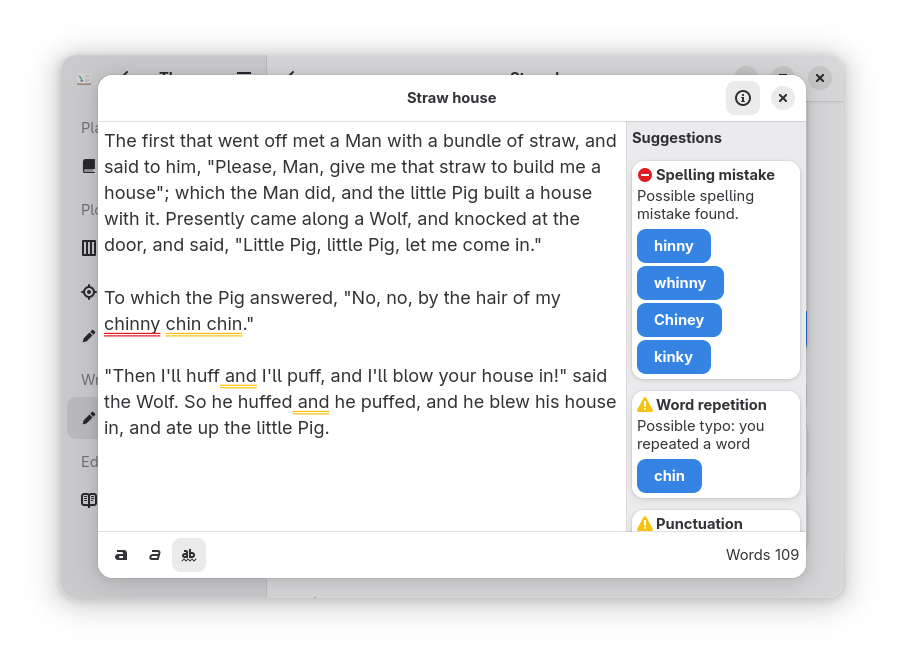 Straw house
The first that went off met a Man with a bundle of straw, and
said to him, "Please, Man, give me that straw to build me a
house"; which the Man did, and the little Pig built a house
with it. Presently came along a Wolf, and knocked at the
door, and said, "Little Pig, little Pig, let me come in."
To which the Pig answered, "No, no, by the hair of my
chinny chin chin."
"Then I'll huff and I'll puff, and I'll blow your house in!" said
the Wolf. So he huffed and he puffed, and he blew his house
in, and ate up the little Pig.
Suggestions
Spelling mistake
Possible spelling
mistake found.
hinny
whinny
Chiney
kinky
Word repetition
Possible typo: you
repeated a word
chin
Punctuation
a
a
ab
Words 109